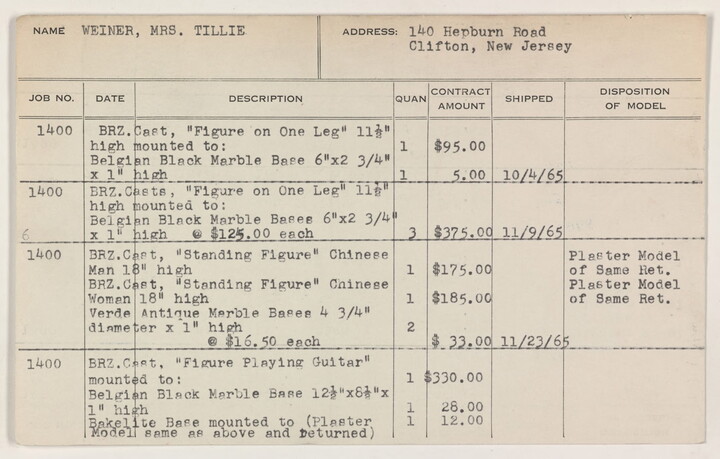 NAME WEINER, MRS. TILLIE ADDRESS: 140 Hepburn Road
Clifton, New Jersey
JOB NO. DATE DESCRIPTION QUAN CONTRACT AMOUNT SHIPPED DISPOSITION OF MODEL
1400 BRZ.Cast, "Figure on One Leg" 11½"
high mounted to: 1 $95.00
Belgian Black Marble Base 6"x2 3/4"
x 1" high 1 5.00 10/4/65
1400 BRZ.Casts, "Figure on One Leg" 11½"
high mounted to:
Belgian Black Marble Bases 6"x2 3/4"
6 x 1" high @ $125.00 each 3 $375.00 11/9/65
1400 BRZ.Cast, "Standing Figure" Chinese Plaster Model
Man 18" high 1 $175.00 of Same Ret.
BRZ.Cast, "Standing Figure" Chinese Plaster Model
Woman 18" high 1 $185.00 of Same Ret.
Verde Antique Marble Bases 4 3/4"
diameter x 1" high 2
@ $16.50 each $ 33.00 11/23/65
1400 BRZ.Cast, "Figure Playing Guitar"
mounted to: 1 $330.00
Belgian Black Marble Base 12½"x8½"x
1" high 1 28.00
Bakelite Base mounted to (Plaster 1 12.00
Model same as above and returned)